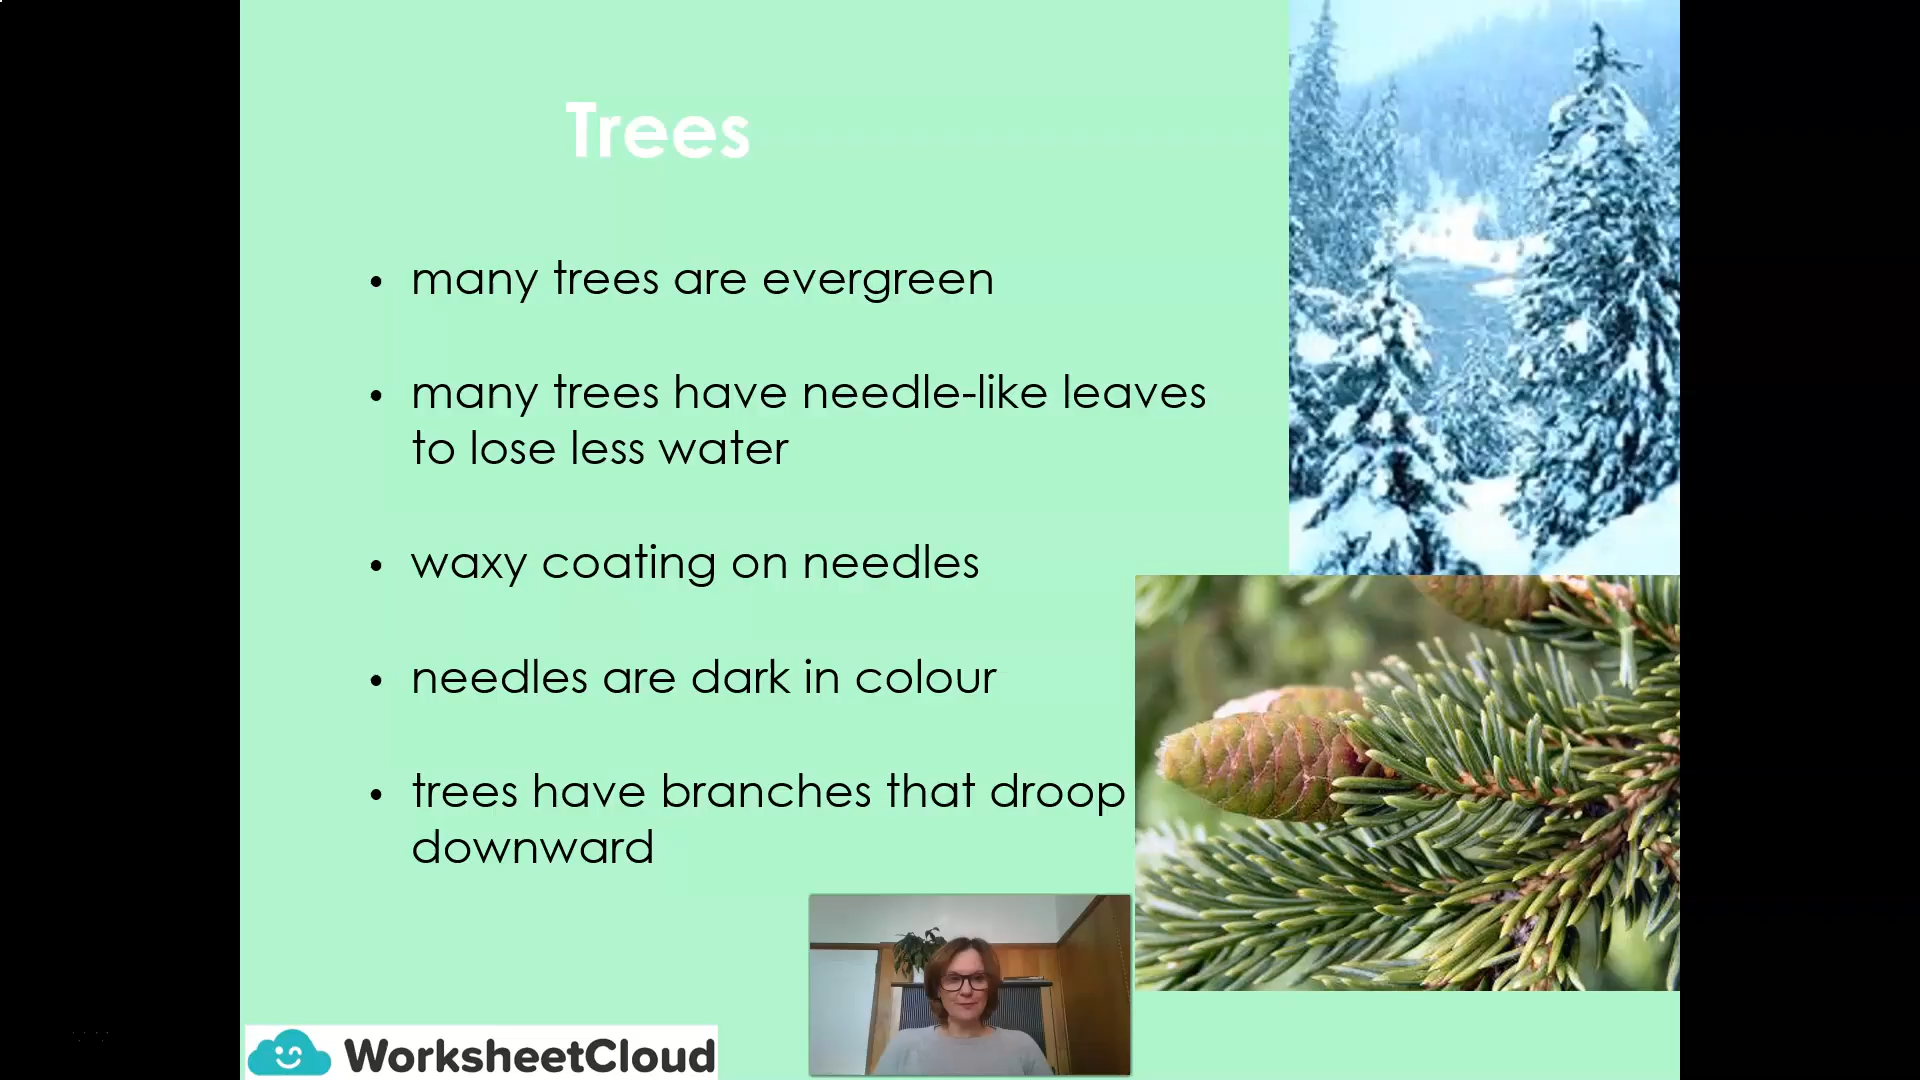 Trees
• many trees are evergreen
• many trees have needle-like leaves
to lose less water
• waxy coating on needles
• needles are dark in colour
• trees have branches that droop
downward
WorksheetCloud